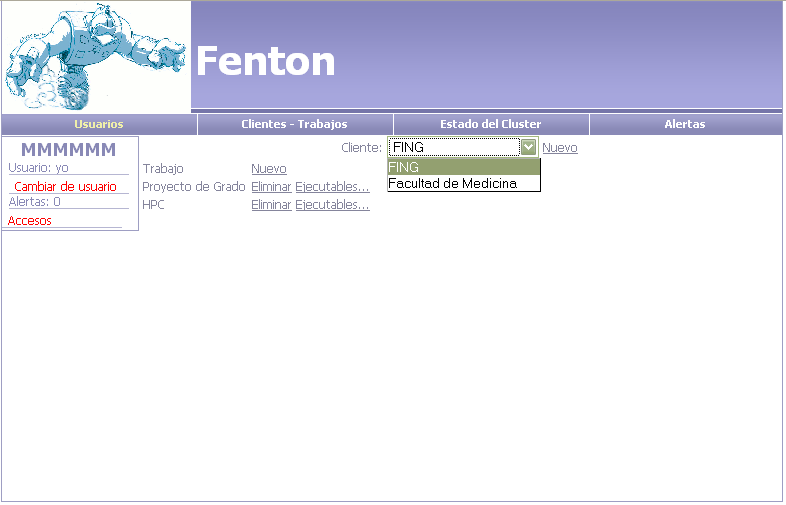 Fenton
Usuarios Clientes - Trabajos Estado del Cluster Alertas
MMMMMM
Usuario: yo
Cambiar de usuario
Alertas: 0
Accesos
Cliente: FING Nuevo
FING
Facultad de Medicina
Trabajo Nuevo
Proyecto de Grado Eliminar Ejecutables...
HPC Eliminar Ejecutables...